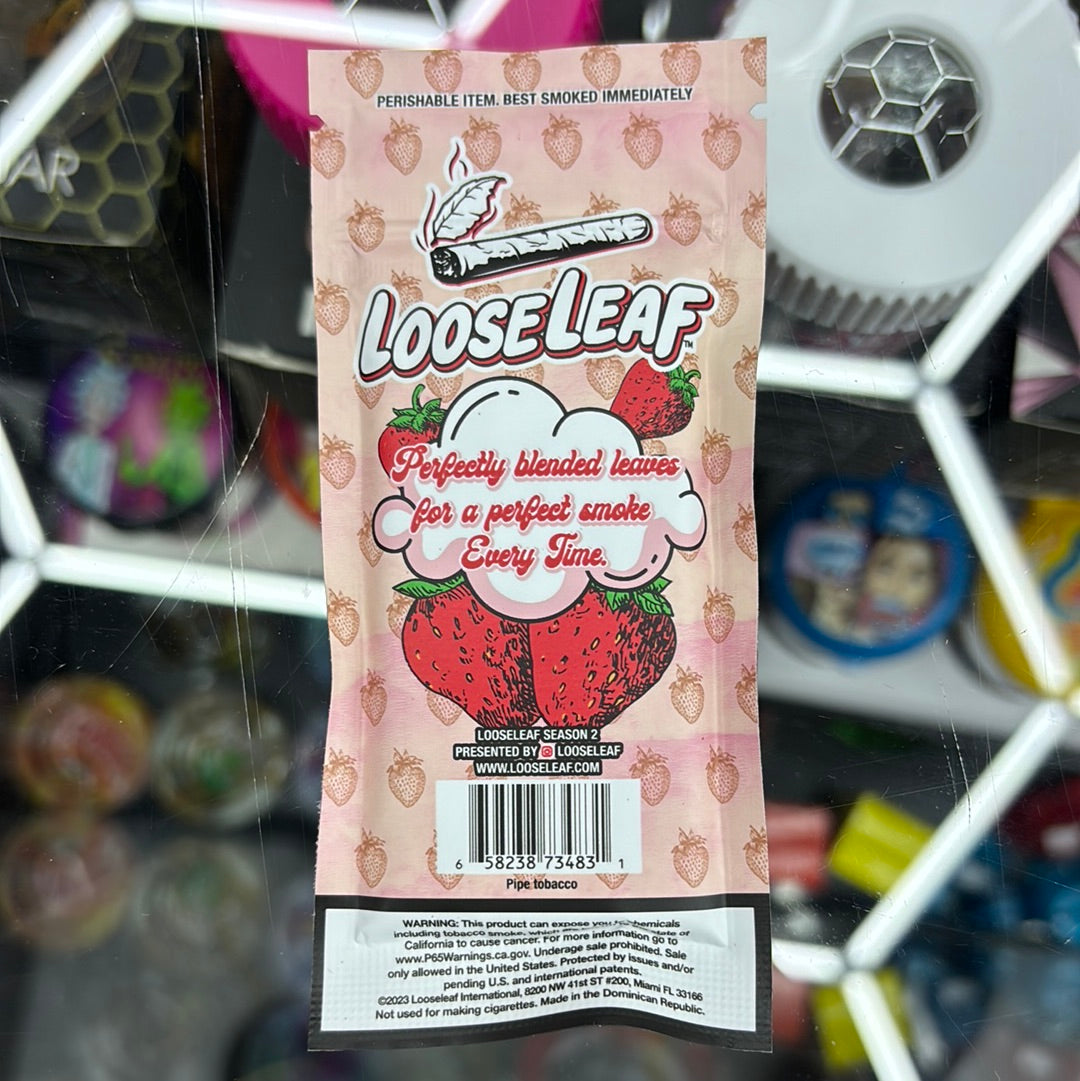 PERISHABLE ITEM. BEST SMOKED IMMEDIATELY
AR
LOOSELEAF™
Perfectly blended leaves
for a perfect smoke
Every Time.
LOOSELEAF SEASON 2
PRESENTED BY LOOSELEAF
WWW.LOOSELEAF.COM
6 58238 73483 1
Pipe tobacco
WARNING: This product can expose you chemicals
including tobacco smoke, which are state of
California to cause cancer. For more information go to
www.P65Warnings.ca.gov. Underage sale prohibited. Sale
only allowed in the United States. Protected by issues and/or
pending U.S. and international patents.
©2023 Looseleaf International, 8200 NW 41st ST #200, Miami FL 33166
Not used for making cigarettes. Made in the Dominican Republic.